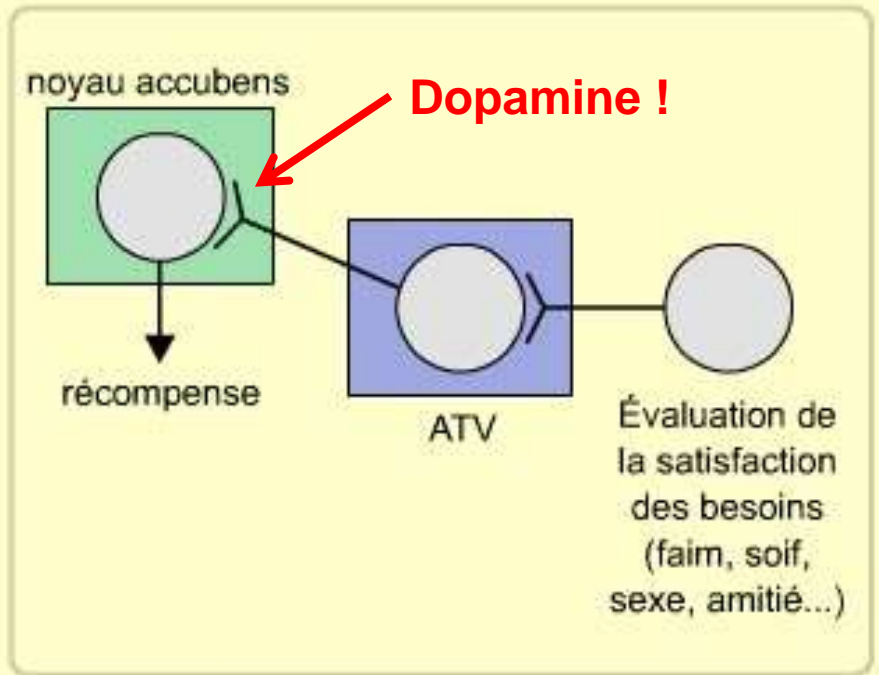 noyau accubens
Dopamine !
récompense
ATV
Évaluation de
la satisfaction
des besoins
(faim, soif,
sexe, amitié...)